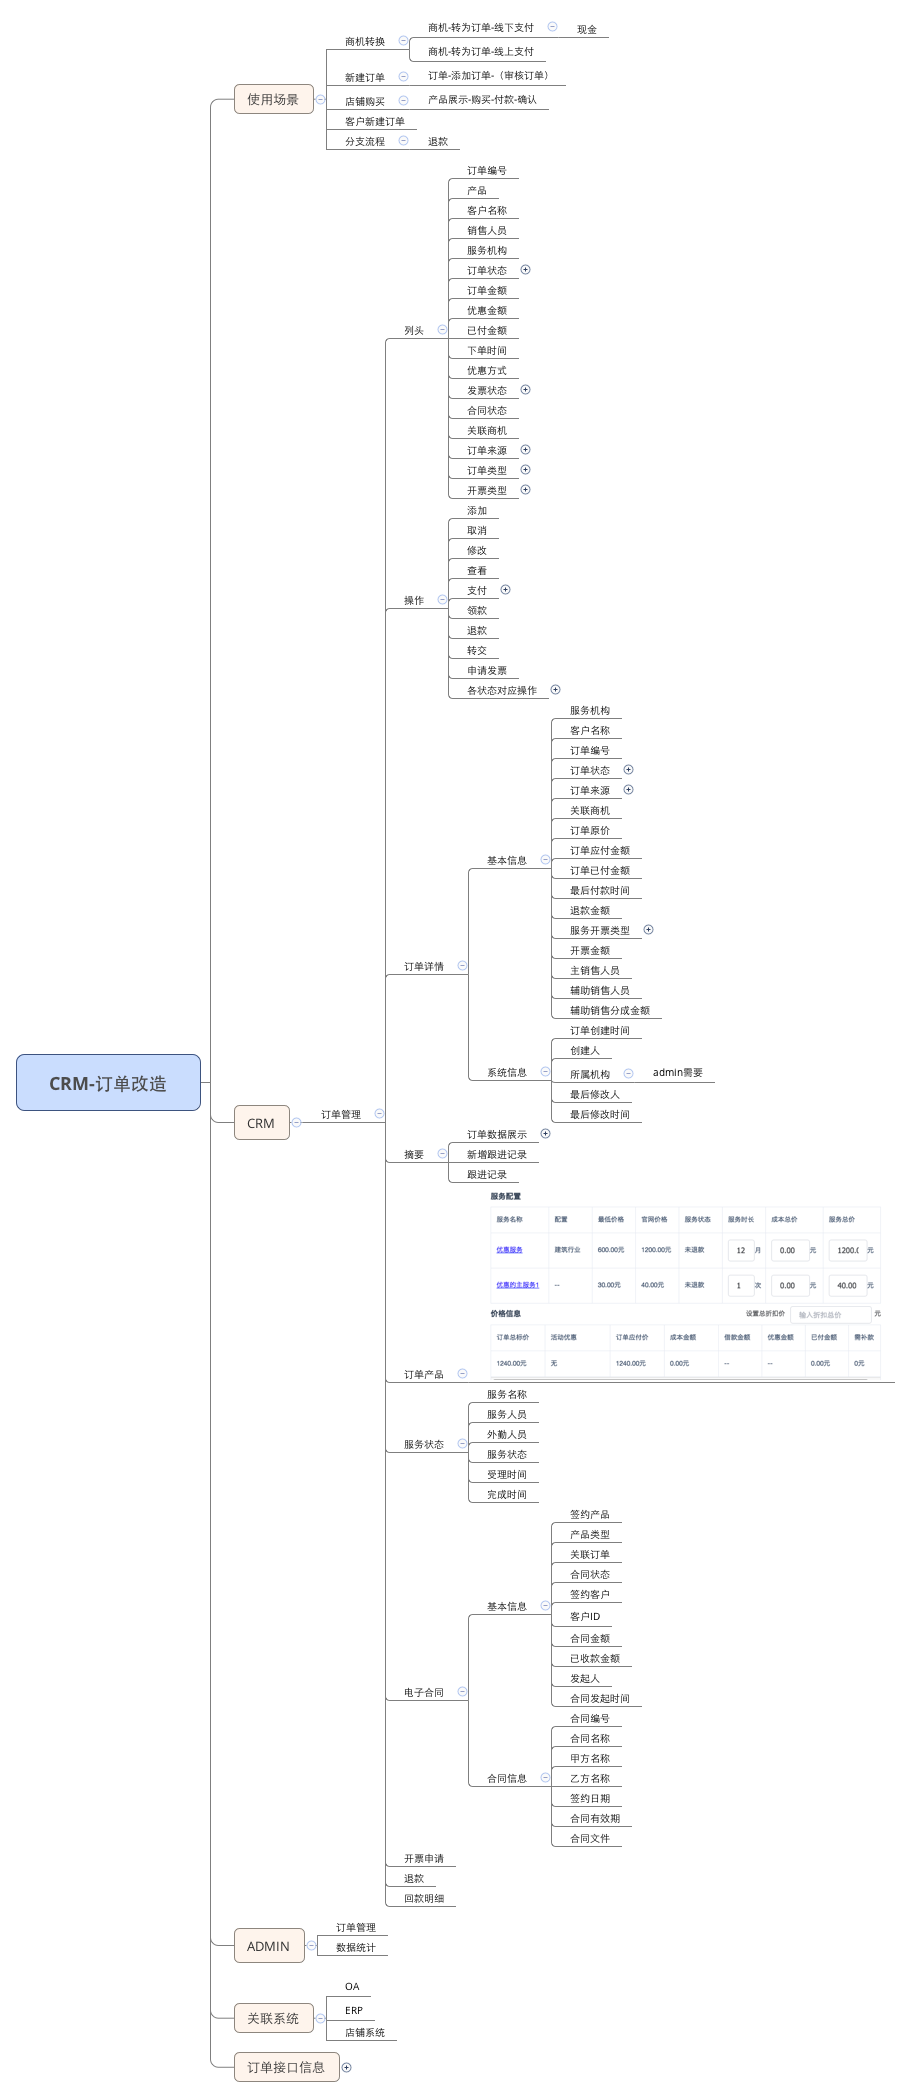 CRM-订单改造
使用场景
商机转换
商机-转为订单-线下支付
现金
商机-转为订单-线上支付
新建订单
订单-添加订单-（审核订单）
店铺购买
产品展示-购买-付款-确认
客户新建订单
分支流程
退款
CRM
订单管理
列头
订单编号
产品
客户名称
销售人员
服务机构
订单状态
订单金额
优惠金额
已付金额
下单时间
优惠方式
发票状态
合同状态
关联商机
订单来源
订单类型
开票类型
操作
添加
取消
修改
查看
支付
领款
退款
转交
申请发票
各状态对应操作
订单详情
基本信息
服务机构
客户名称
订单编号
订单状态
订单来源
关联商机
订单原价
订单应付金额
订单已付金额
最后付款时间
退款金额
服务开票类型
开票金额
主销售人员
辅助销售人员
辅助销售分成金额
系统信息
订单创建时间
创建人
所属机构
admin需要
最后修改人
最后修改时间
摘要
订单数据展示
新增跟进记录
跟进记录
订单产品
服务配置
服务名称 配置 最低价格 官网价格 服务状态 服务时长 成本总价 服务总价
优惠服务 建筑行业 600.00元 1200.00元 未退款 12 月 0.00 元 1200.( 元
优惠的主服务1 -- 30.00元 40.00元 未退款 1 次 0.00 元 40.00 元
价格信息 设置总折扣价 输入折扣总价 元
订单总标价 活动优惠 订单应付价 成本金额 借款金额 优惠金额 已付金额 需补款
1240.00元 无 1240.00元 0.00元 -- -- 0.00元 0元
服务状态
服务名称
服务人员
外勤人员
服务状态
受理时间
完成时间
电子合同
基本信息
签约产品
产品类型
关联订单
合同状态
签约客户
客户ID
合同金额
已收款金额
发起人
合同发起时间
合同信息
合同编号
合同名称
甲方名称
乙方名称
签约日期
合同有效期
合同文件
开票申请
退款
回款明细
ADMIN
订单管理
数据统计
关联系统
OA
ERP
店铺系统
订单接口信息